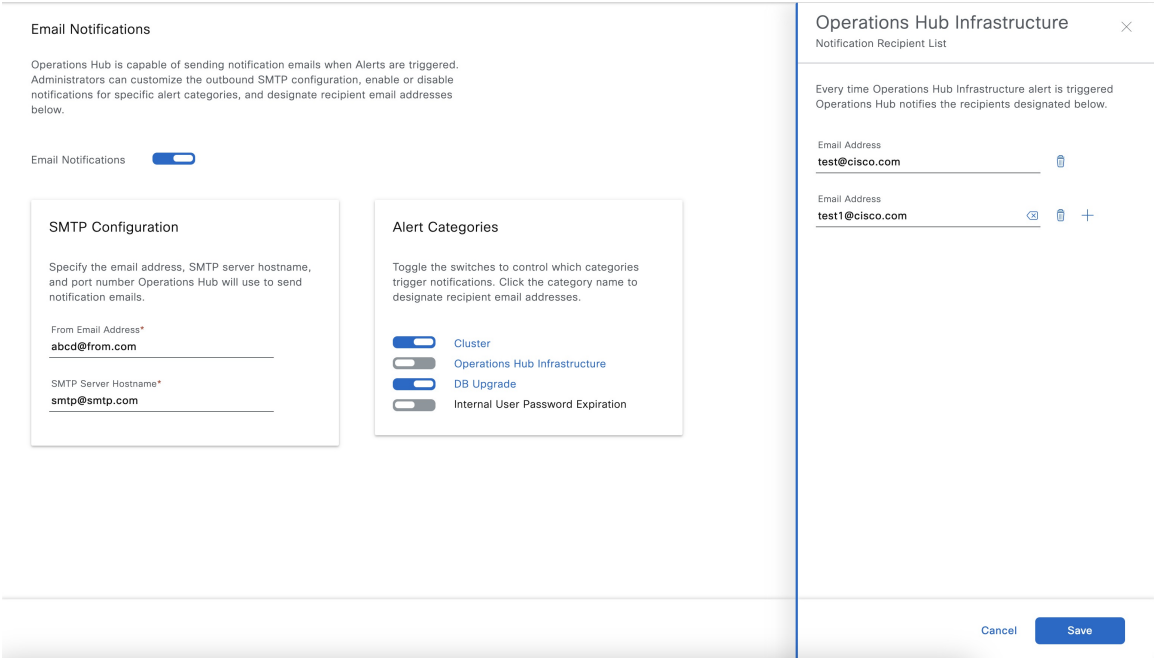 Email Notifications
Operations Hub is capable of sending notification emails when Alerts are triggered.
Administrators can customize the outbound SMTP configuration, enable or disable
notifications for specific alert categories, and designate recipient email addresses
below.
Email Notifications
SMTP Configuration
Specify the email address, SMTP server hostname,
and port number Operations Hub will use to send
notification emails.
From Email Address*
abcd@from.com
SMTP Server Hostname*
smtp@smtp.com
Alert Categories
Toggle the switches to control which categories
trigger notifications. Click the category name to
designate recipient email addresses.
Cluster
Operations Hub Infrastructure
DB Upgrade
Internal User Password Expiration
Operations Hub Infrastructure
Notification Recipient List
Every time Operations Hub Infrastructure alert is triggered
Operations Hub notifies the recipients designated below.
Email Address
test@cisco.com
Email Address
test1@cisco.com
Cancel
Save